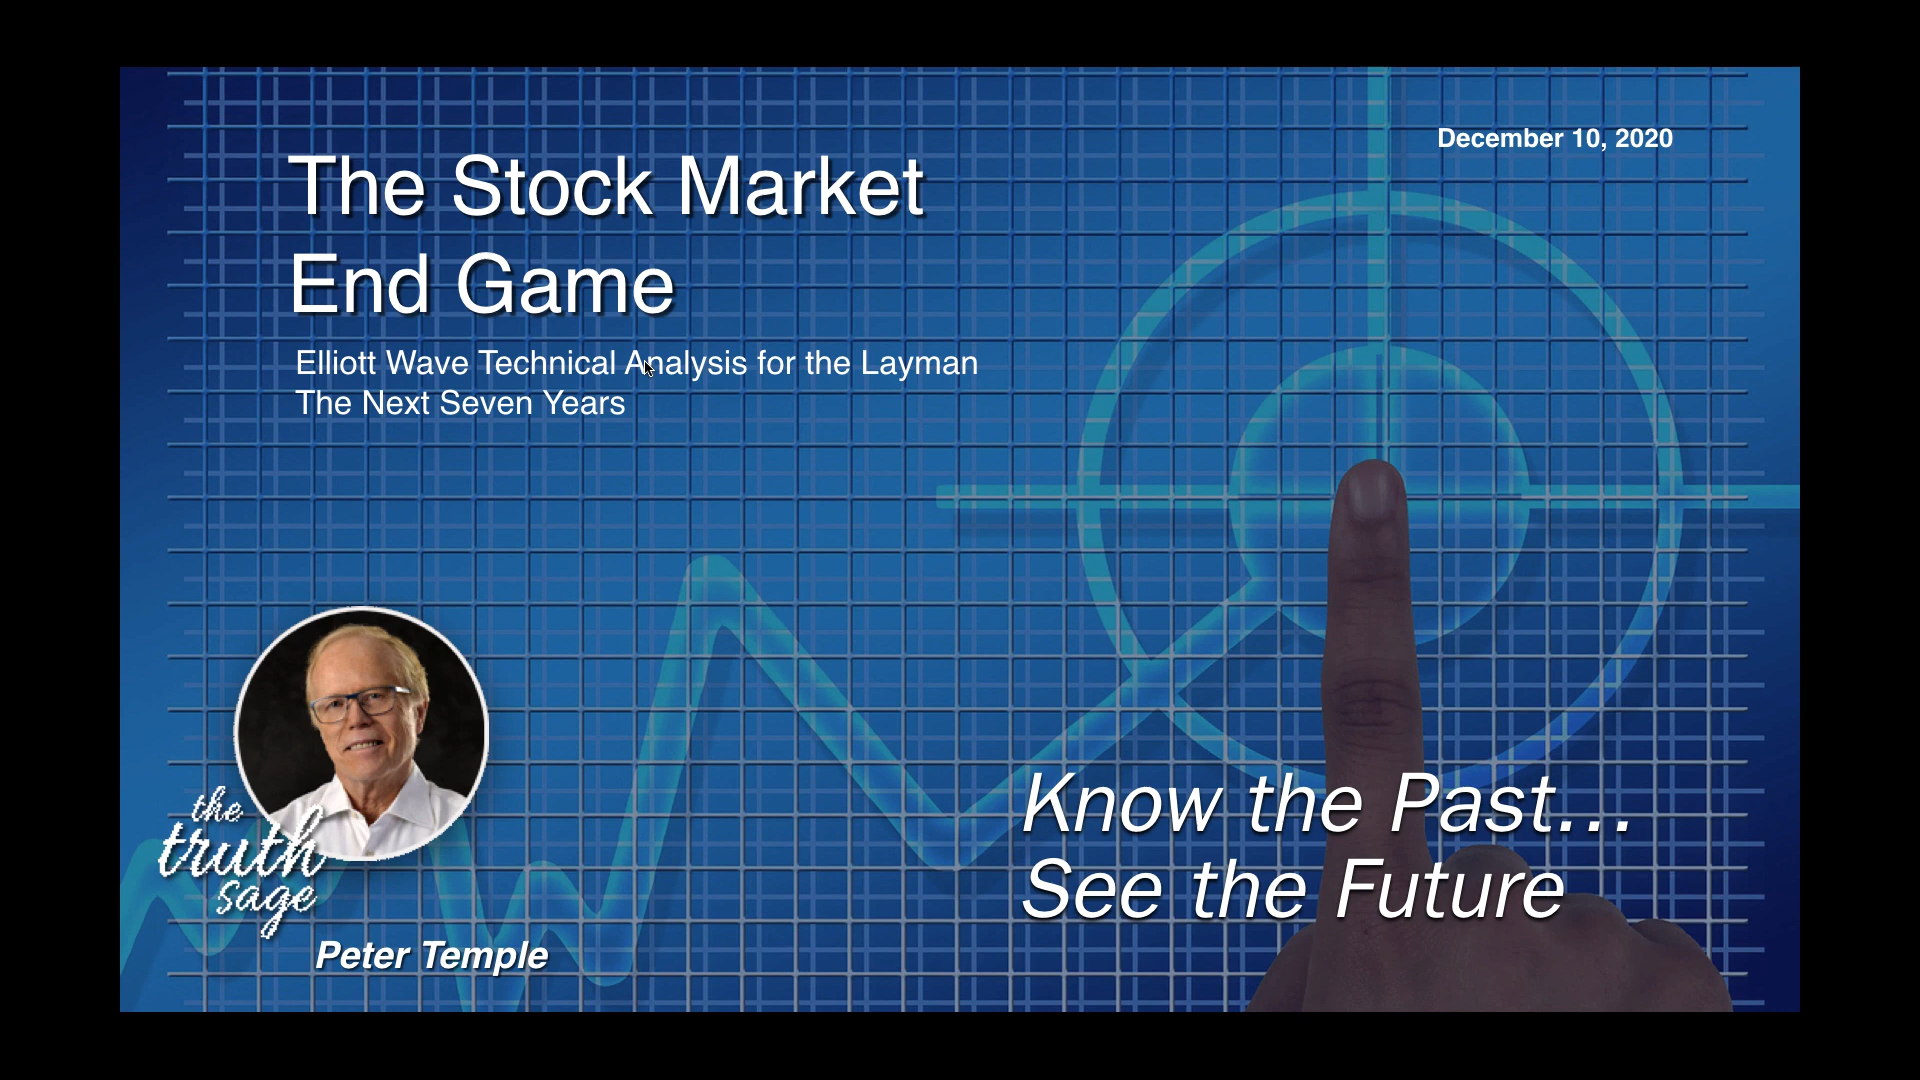 December 10, 2020
The Stock Market
End Game
Elliott Wave Technical Analysis for the Layman
The Next Seven Years
the
truth
sage
Peter Temple
Know the Past...
See the Future